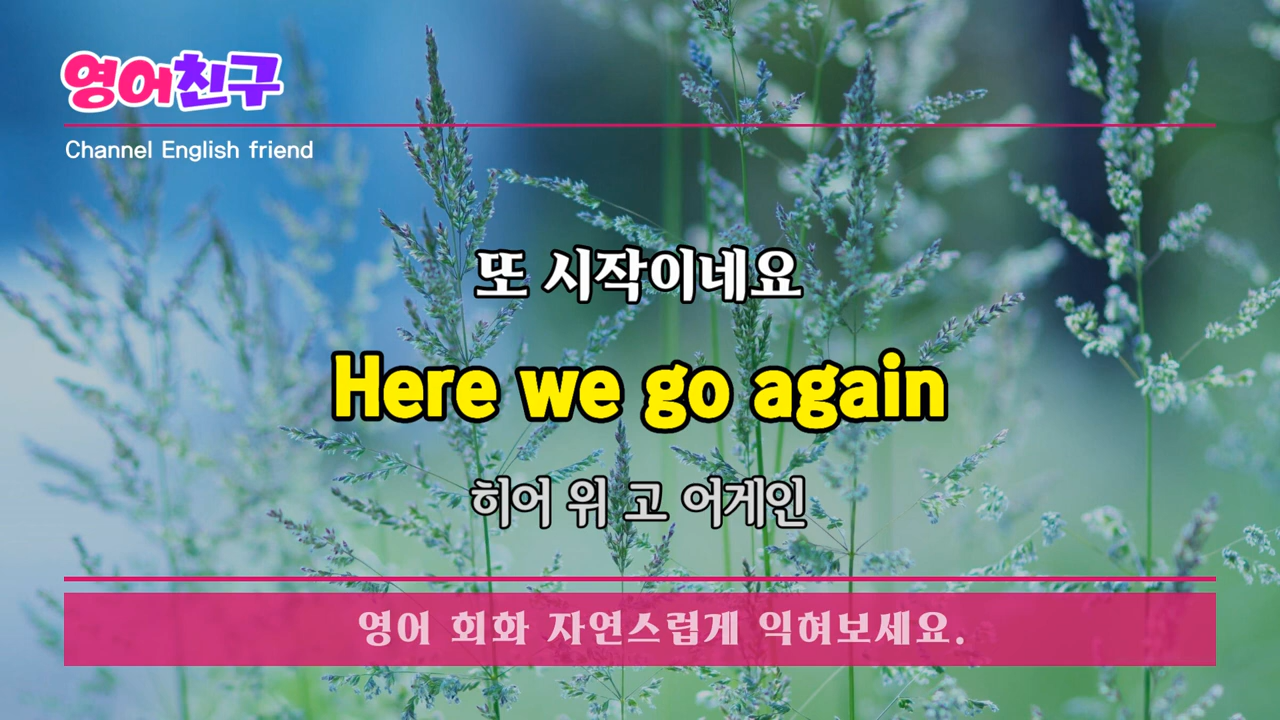 영어친구
Channel English friend
또 시작이네요
Here we go again
히어 위 고 어게인
영어 회화 자연스럽게 익혀보세요.